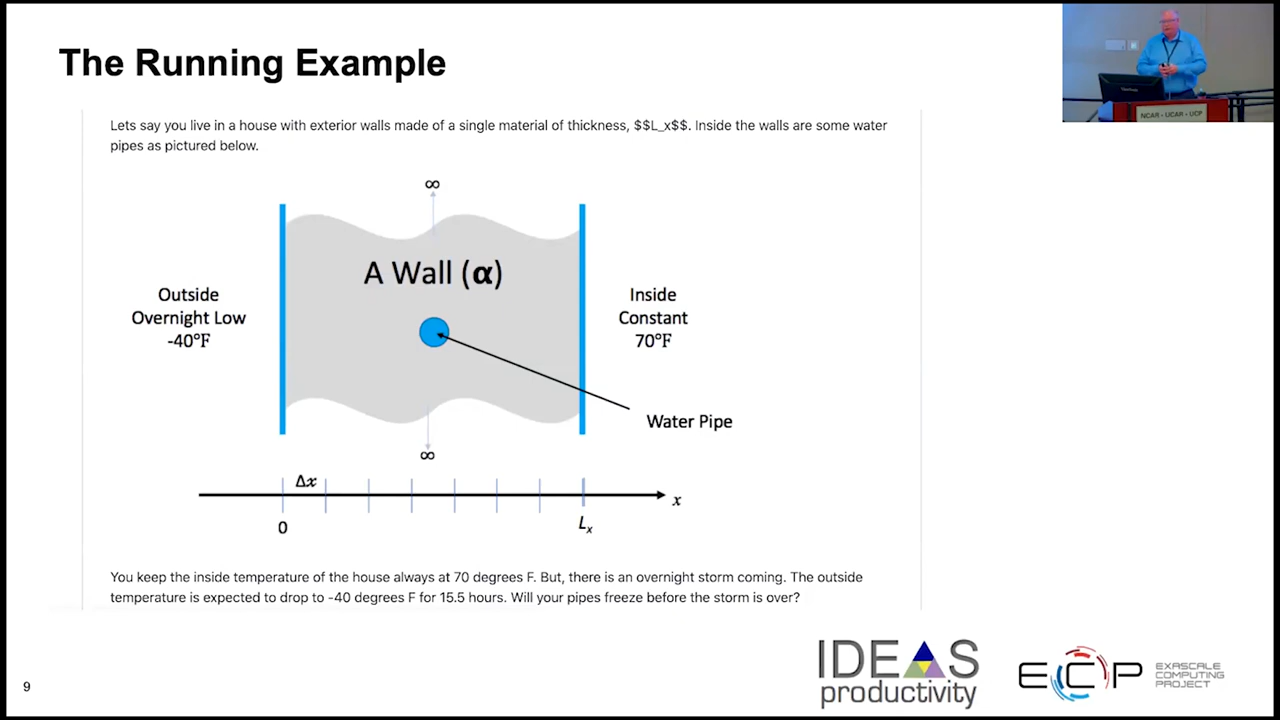 The Running Example
Lets say you live in a house with exterior walls made of a single material of thickness, $$L_x$$. Inside the walls are some water
pipes as pictured below.
∞
A Wall (α)
Outside
Overnight Low
-40°F
Inside
Constant
70°F
Water Pipe
∞
Δx
x
0
Lₓ
You keep the inside temperature of the house always at 70 degrees F. But, there is an overnight storm coming. The outside
temperature is expected to drop to -40 degrees F for 15.5 hours. Will your pipes freeze before the storm is over?
9
IDEAS
productivity
ECP
EXASCALE
COMPUTING
PROJECT
NCAR • UCAR • UCP